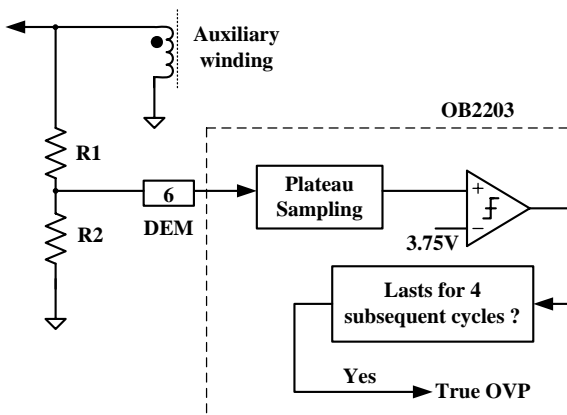 Auxiliary
winding
OB2203
R1
6
DEM
R2
Plateau
Sampling
+
−
3.75V
Lasts for 4
subsequent cycles ?
Yes
True OVP